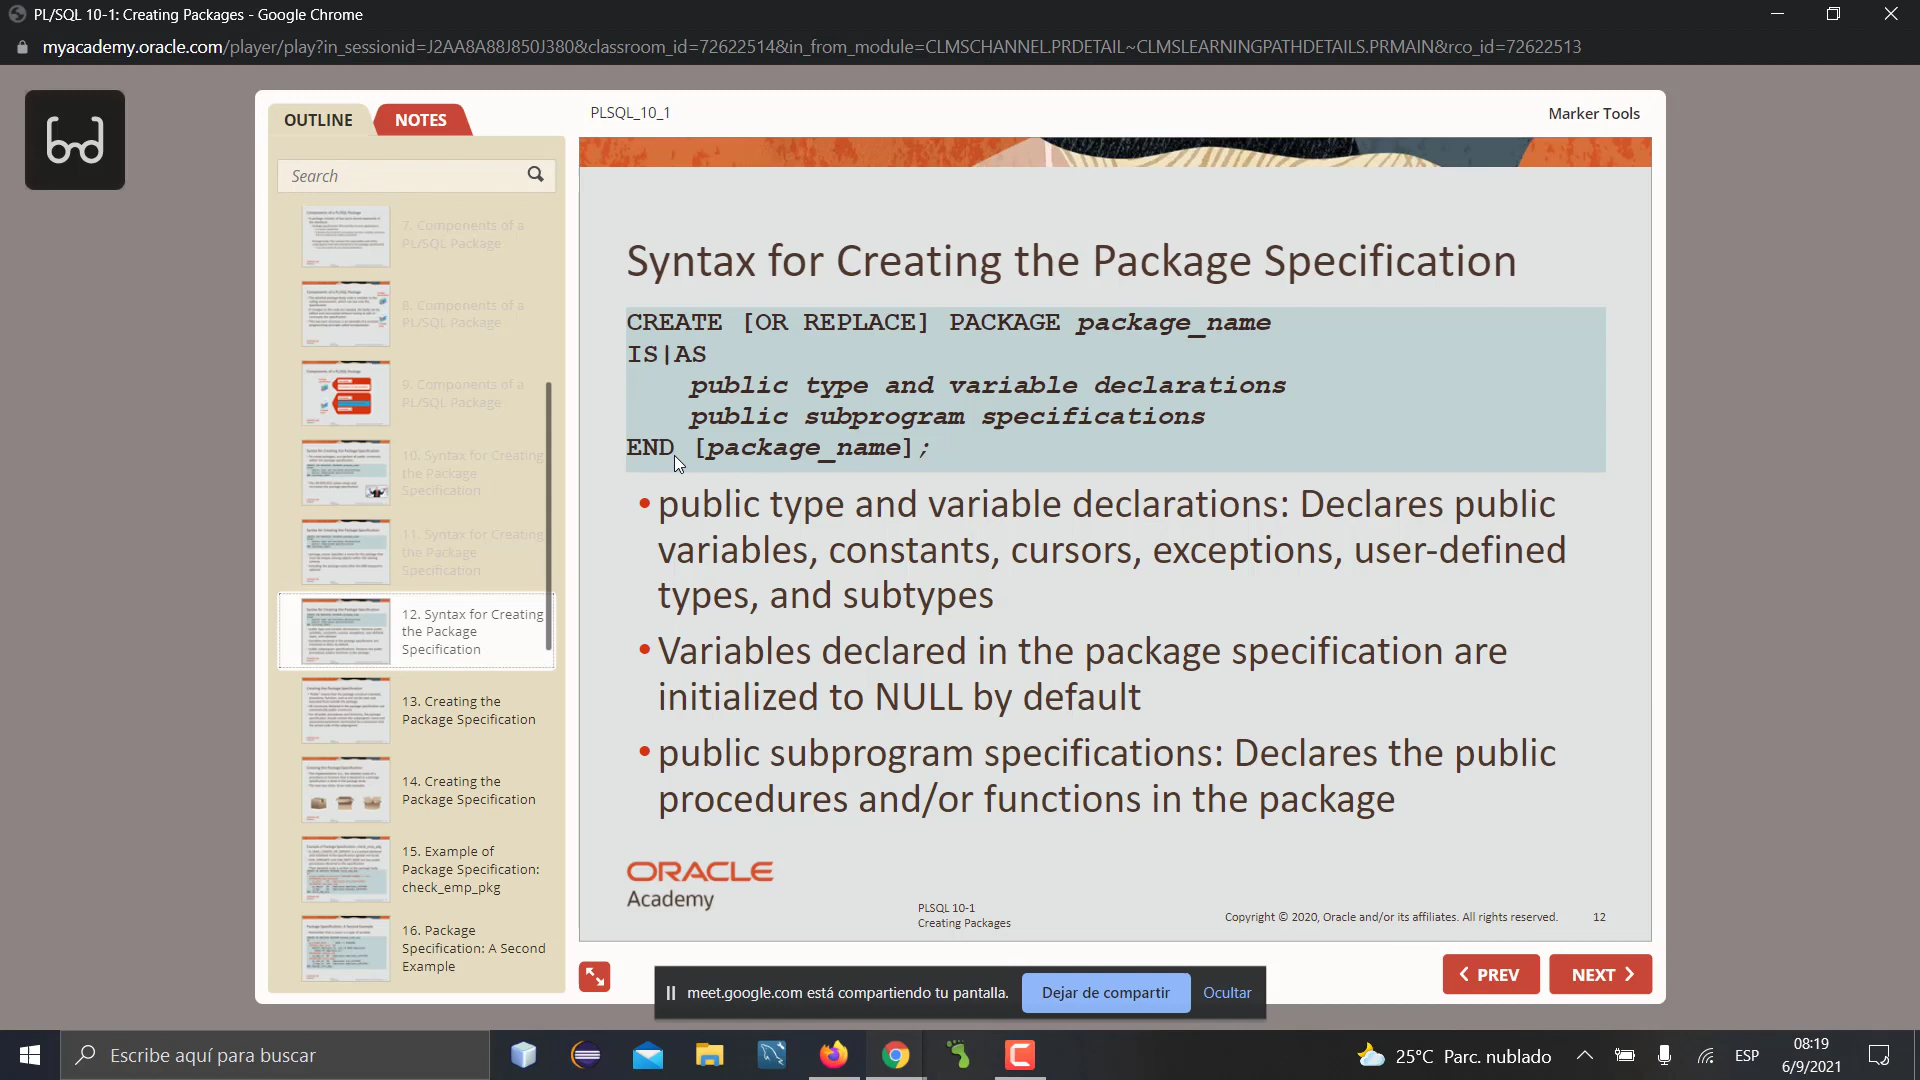 PL/SQL 10-1: Creating Packages - Google Chrome
myacademy.oracle.com/player/play?in_sessionid=J2AA8A88J850J380&classroom_id=72622514&in_from_module=CLMSCHANNEL.PRDETAIL~CLMSLEARNINGPATHDETAILS.PRMAIN&rco_id=72622513
OUTLINE
NOTES
PLSQL_10_1
Marker Tools
Search
7. Components of a
PL/SQL Package
8. Components of a
PL/SQL Package
9. Components of a
PL/SQL Package
10. Syntax for Creating
the Package
Specification
11. Syntax for Creating
the Package
Specification
12. Syntax for Creating
the Package
Specification
13. Creating the
Package Specification
14. Creating the
Package Specification
15. Example of
Package Specification:
check_emp_pkg
16. Package
Specification: A Second
Example
Syntax for Creating the Package Specification
CREATE [OR REPLACE] PACKAGE package_name
IS|AS
public type and variable declarations
public subprogram specifications
END [package_name];
• public type and variable declarations: Declares public
variables, constants, cursors, exceptions, user-defined
types, and subtypes
• Variables declared in the package specification are
initialized to NULL by default
• public subprogram specifications: Declares the public
procedures and/or functions in the package
ORACLE
Academy
PLSQL 10-1
Creating Packages
Copyright © 2020, Oracle and/or its affiliates. All rights reserved.
12
PREV
NEXT
meet.google.com está compartiendo tu pantalla.
Dejar de compartir
Ocultar
Escribe aquí para buscar
25°C Parc. nublado
ESP
08:19
6/9/2021